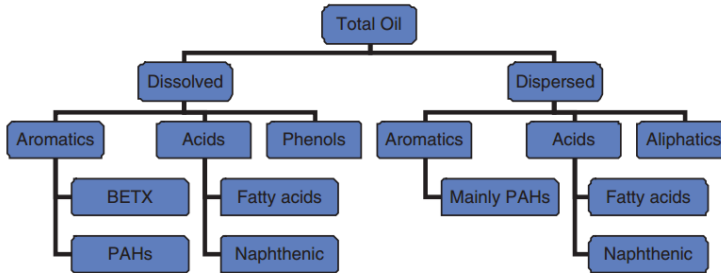 Total Oil
Dissolved
Dispersed
Aromatics
Acids
Phenols
Aromatics
Acids
Aliphatics
BETX
Fatty acids
Mainly PAHs
Fatty acids
PAHs
Naphthenic
Naphthenic